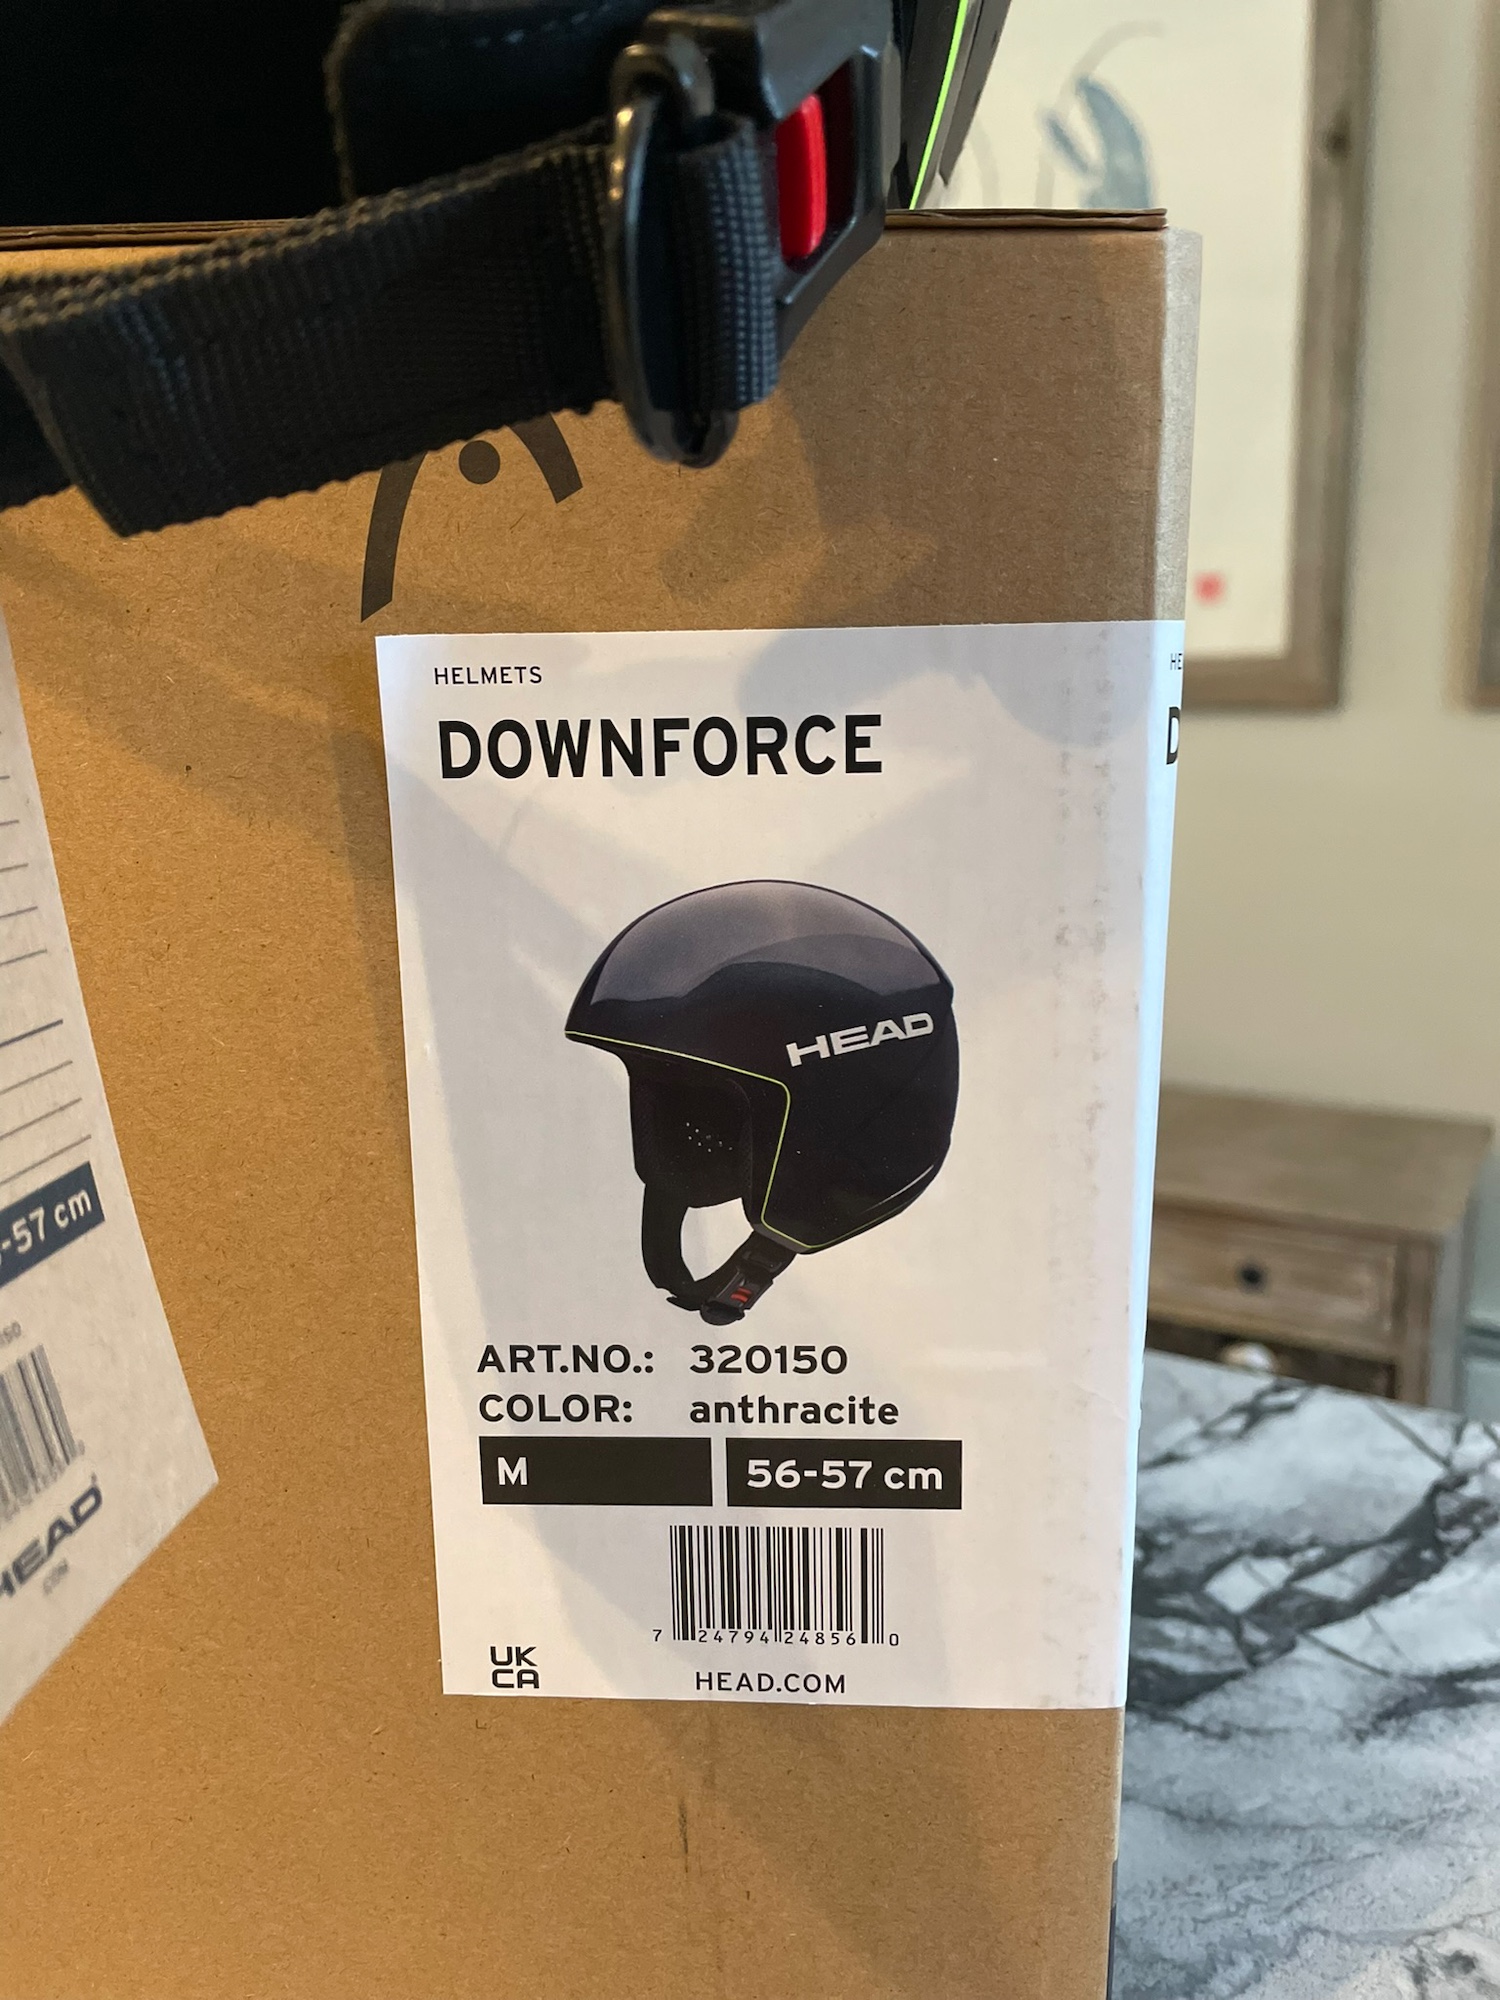 HELMETS
DOWNFORCE
HEAD
ART.NO.: 320150
COLOR: anthracite
M 56-57 cm
7 24794 24856 0
UK
CA
HEAD.COM
HE
D
-57 cm
HEAD